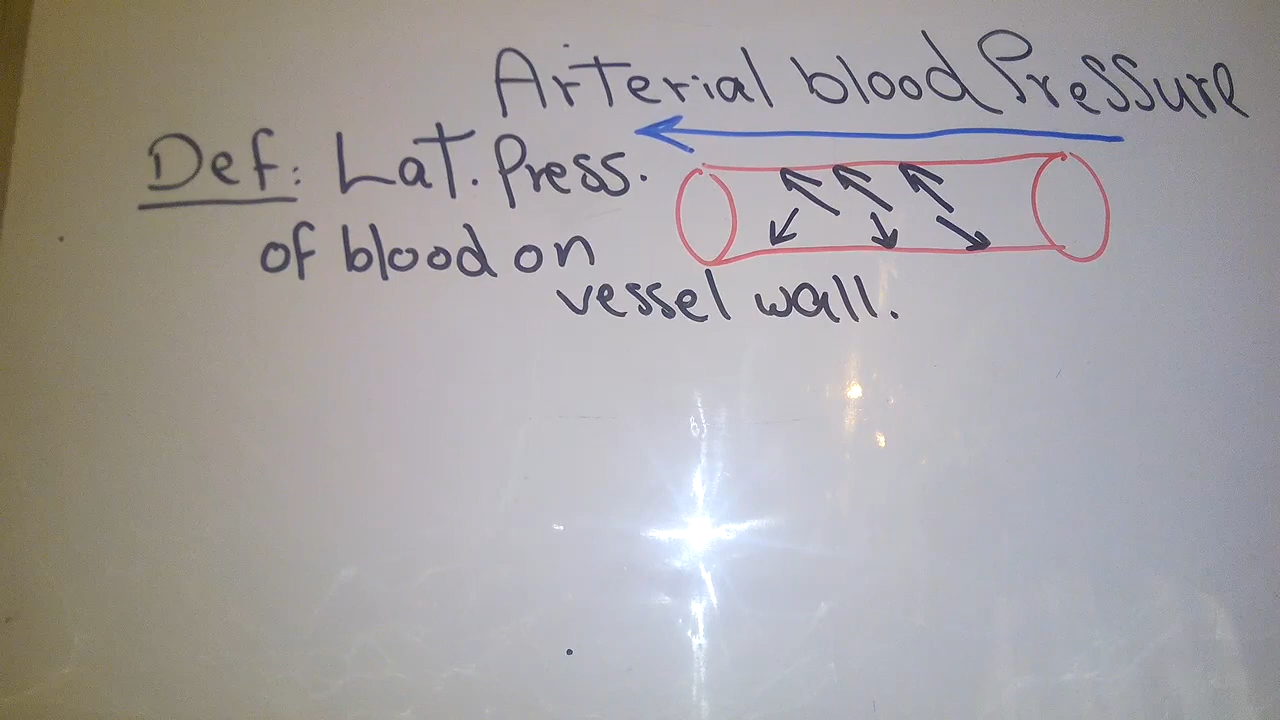 Arterial blood Pressure
Def: Lat. Press.
of blood on
vessel wall.